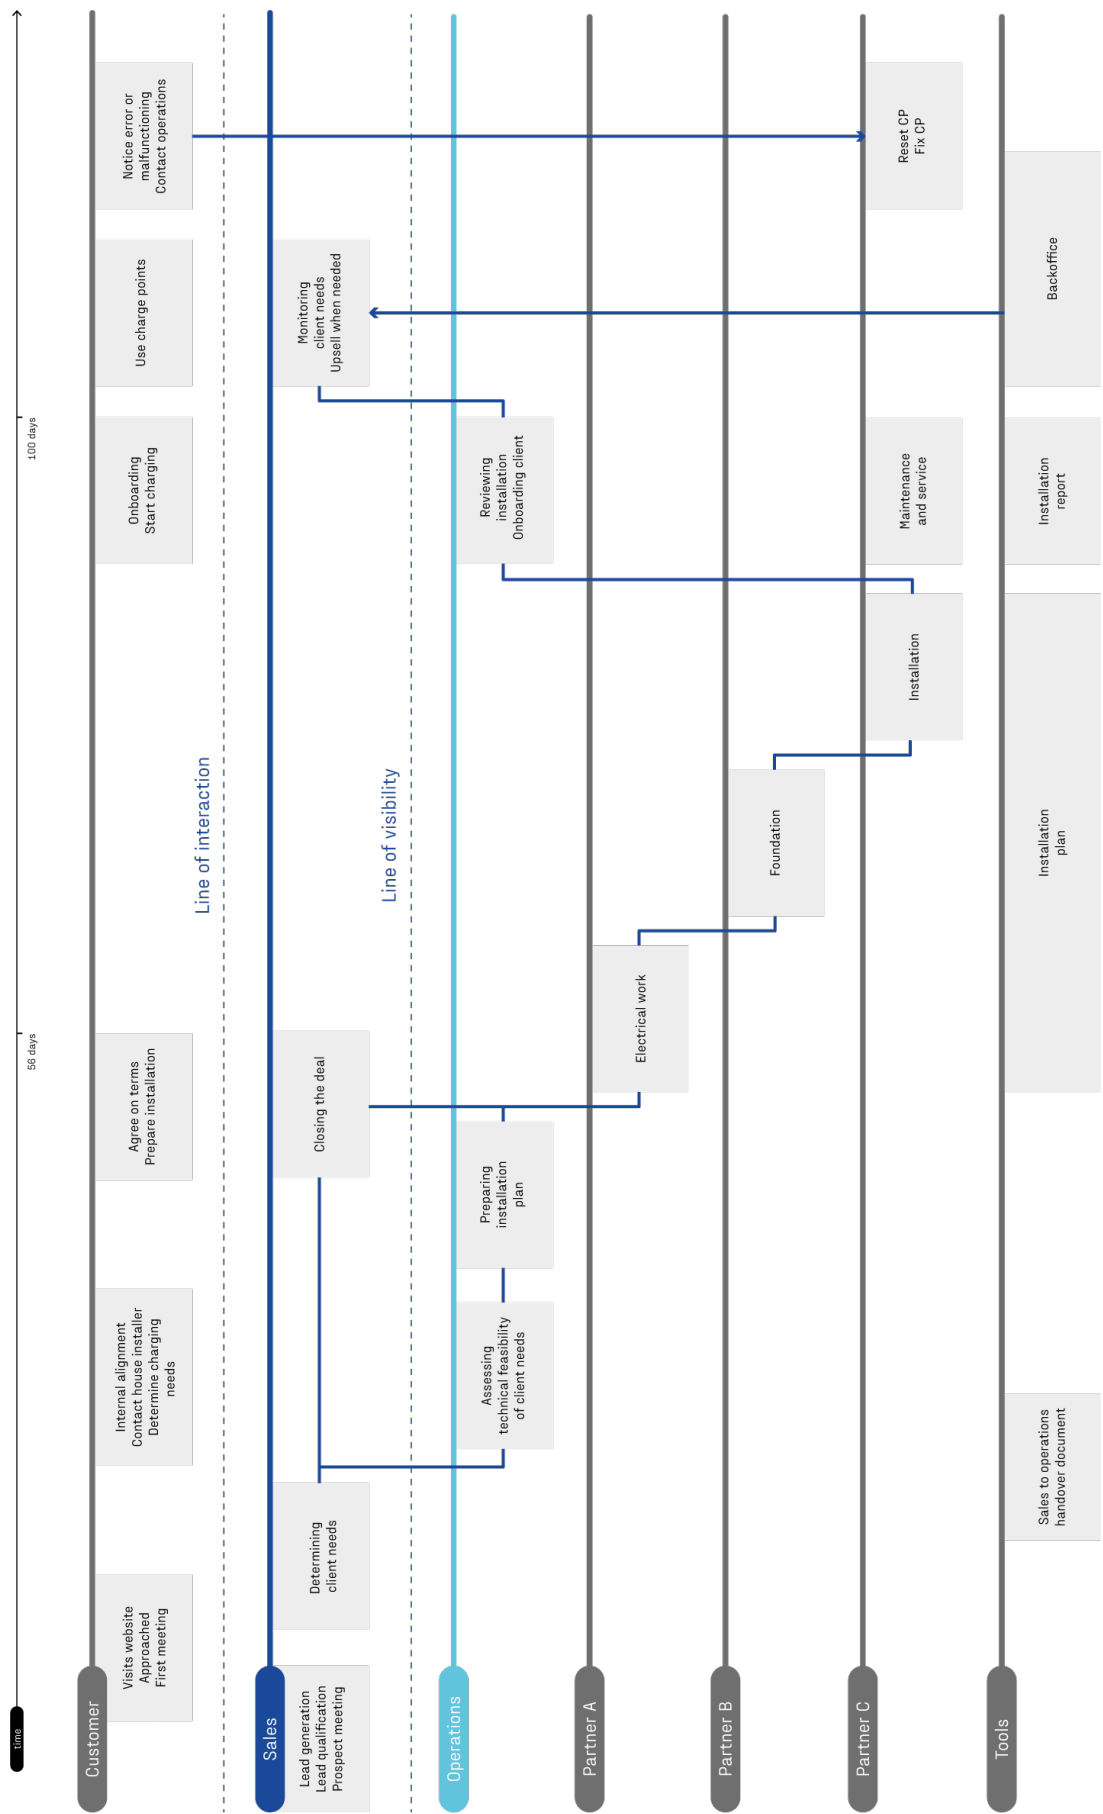 time
56 days
100 days
Customer
Visits website
Approached
First meeting
Internal alignment
Contact house installer
Determine charging
needs
Agree on terms
Prepare installation
Onboarding
Start charging
Use charge points
Notice error or
malfunctioning
Contact operations
Line of interaction
Sales
Lead generation
Lead qualification
Prospect meeting
Determining
client needs
Closing the deal
Monitoring
client needs
Upsell when needed
Line of visibility
Operations
Assessing
technical feasibility
of client needs
Preparing
installation
plan
Reviewing
installation
Onboarding client
Partner A
Electrical work
Partner B
Foundation
Partner C
Installation
Maintenance
and service
Reset CP
Fix CP
Tools
Sales to operations
handover document
Installation
plan
Installation
report
Backoffice